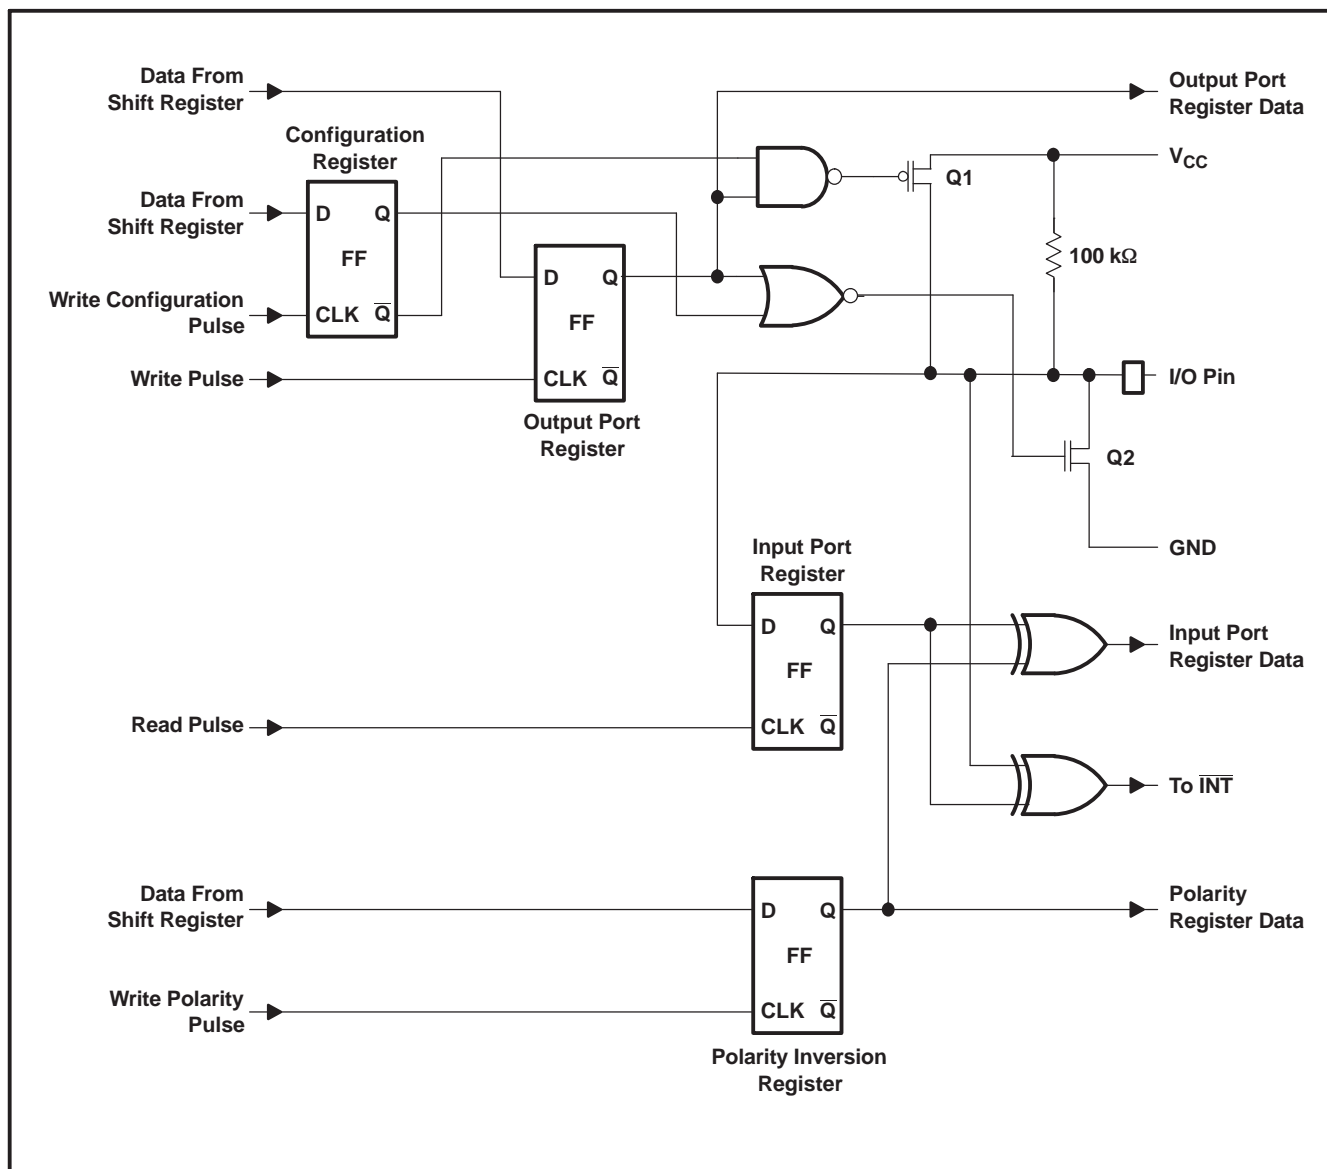 Data From
Shift Register
Output Port
Register Data
Configuration
Register
VCC
Q1
Data From
Shift Register
D Q
FF
CLK Q̅
100 kΩ
D Q
FF
CLK Q̅
Write Configuration
Pulse
Write Pulse
I/O Pin
Output Port
Register
Q2
GND
Input Port
Register
D Q
FF
CLK Q̅
Input Port
Register Data
Read Pulse
To I̅N̅T̅
Data From
Shift Register
D Q
FF
CLK Q̅
Polarity
Register Data
Write Polarity
Pulse
Polarity Inversion
Register